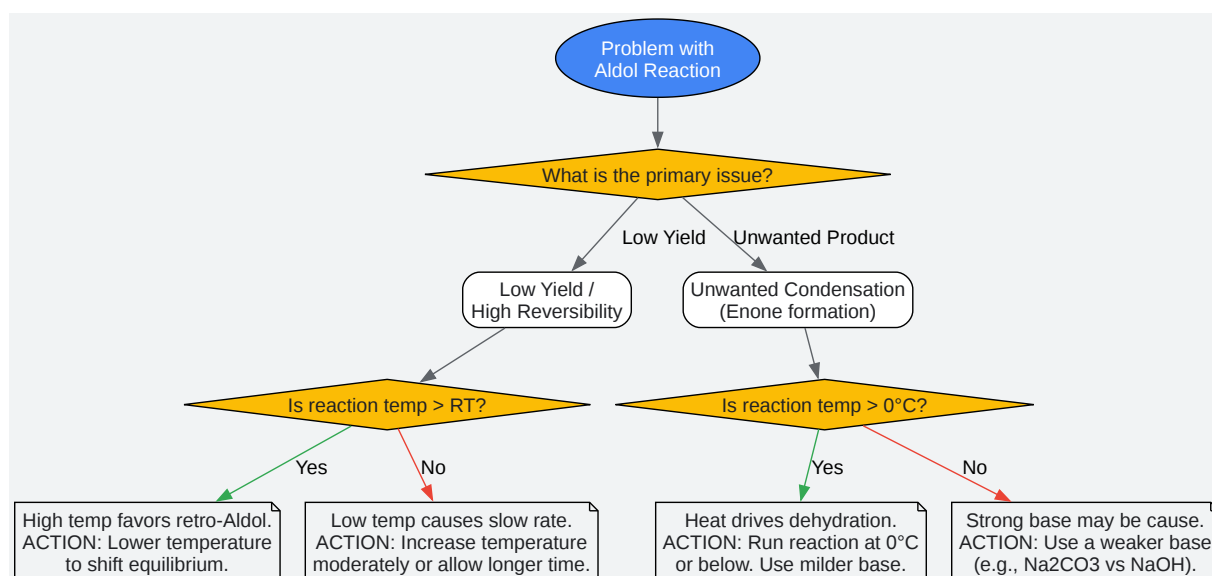 Problem with
Aldol Reaction
What is the primary issue?
Low Yield
Unwanted Product
Low Yield /
High Reversibility
Unwanted Condensation
(Enone formation)
Is reaction temp > RT?
Is reaction temp > 0°C?
Yes
No
Yes
No
High temp favors retro-Aldol.
ACTION: Lower temperature
to shift equilibrium.
Low temp causes slow rate.
ACTION: Increase temperature
moderately or allow longer time.
Heat drives dehydration.
ACTION: Run reaction at 0°C
or below. Use milder base.
Strong base may be cause.
ACTION: Use a weaker base
(e.g., Na2CO3 vs NaOH).